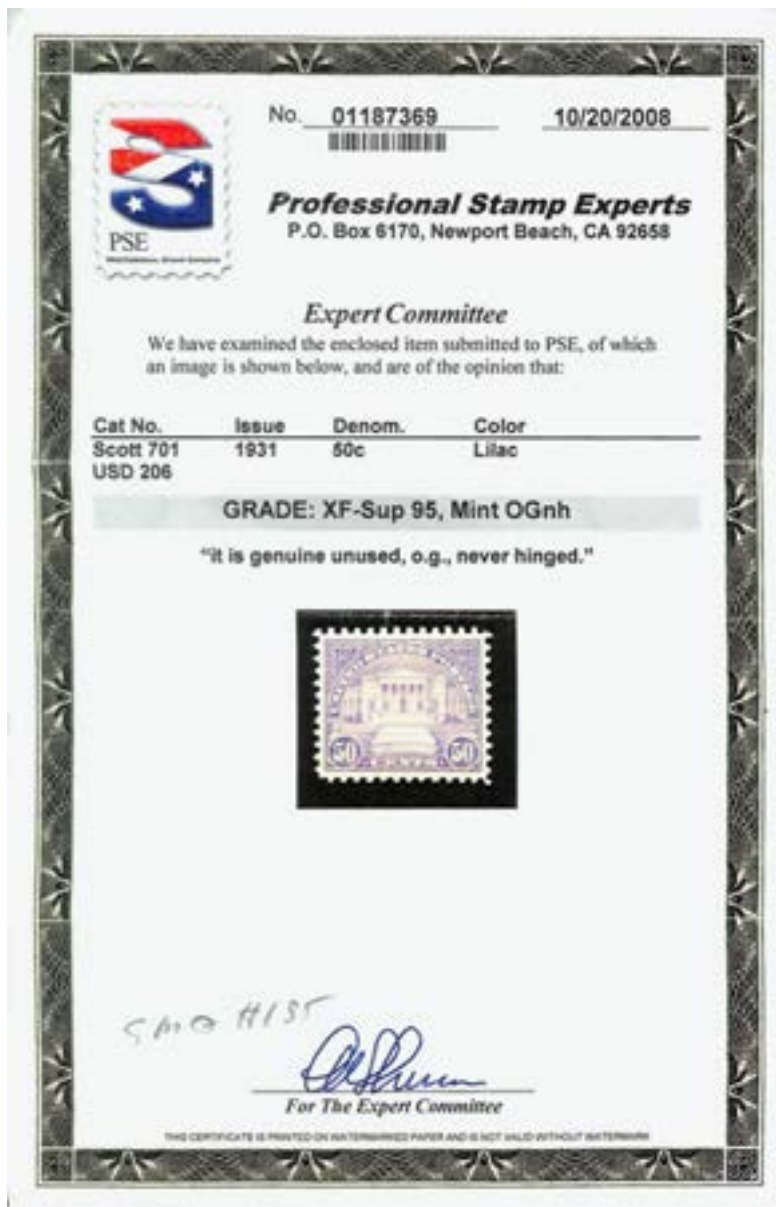 No. 01187369 10/20/2008
PSE
Professional Stamp Experts
P.O. Box 6170, Newport Beach, CA 92658
Expert Committee
We have examined the enclosed item submitted to PSE, of which
an image is shown below, and are of the opinion that:
Cat No. Issue Denom. Color
Scott 701 1931 50c Lilac
USD 206
GRADE: XF-Sup 95, Mint OGnh
"it is genuine unused, o.g., never hinged."
50 50
For The Expert Committee
THIS CERTIFICATE IS PRINTED ON WATERMARKED PAPER AND IS NOT VALID WITHOUT WATERMARK